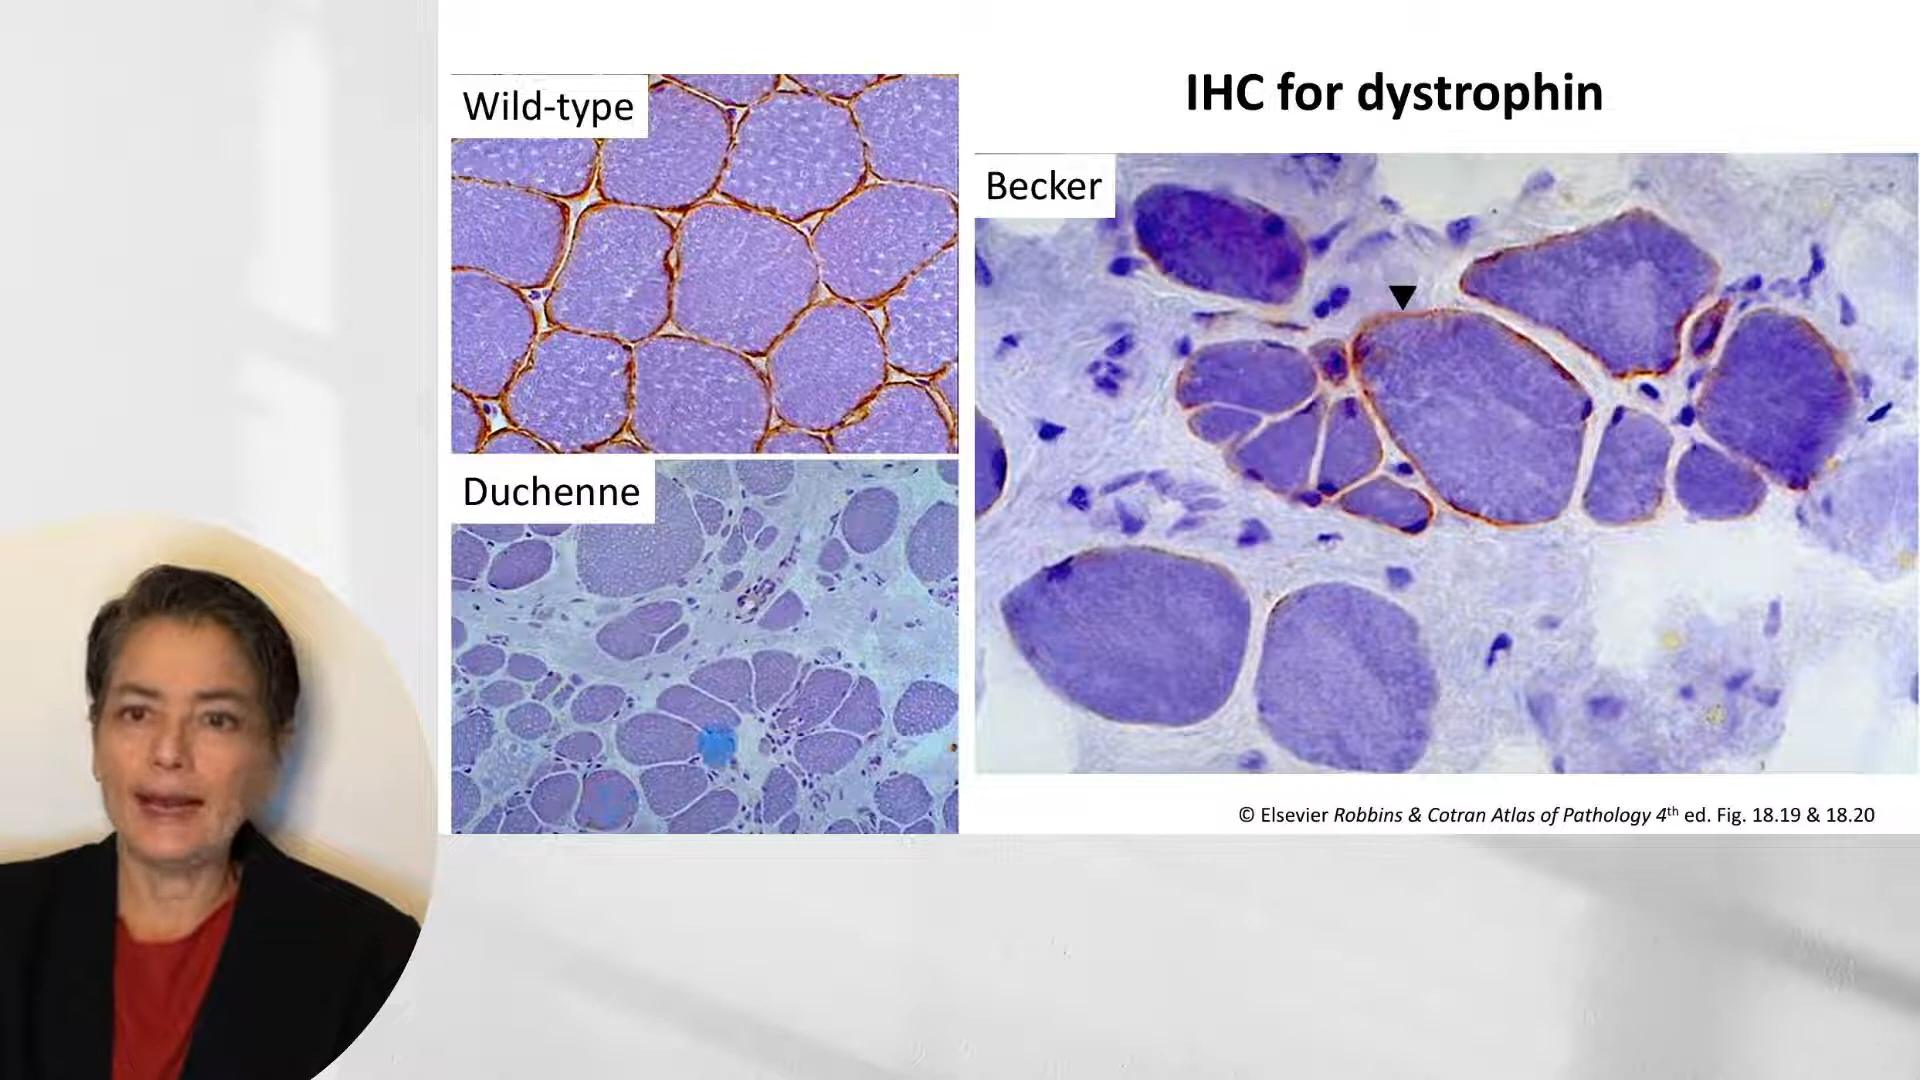 IHC for dystrophin
Wild-type
Becker
Duchenne
© Elsevier Robbins & Cotran Atlas of Pathology 4th ed. Fig. 18.19 & 18.20